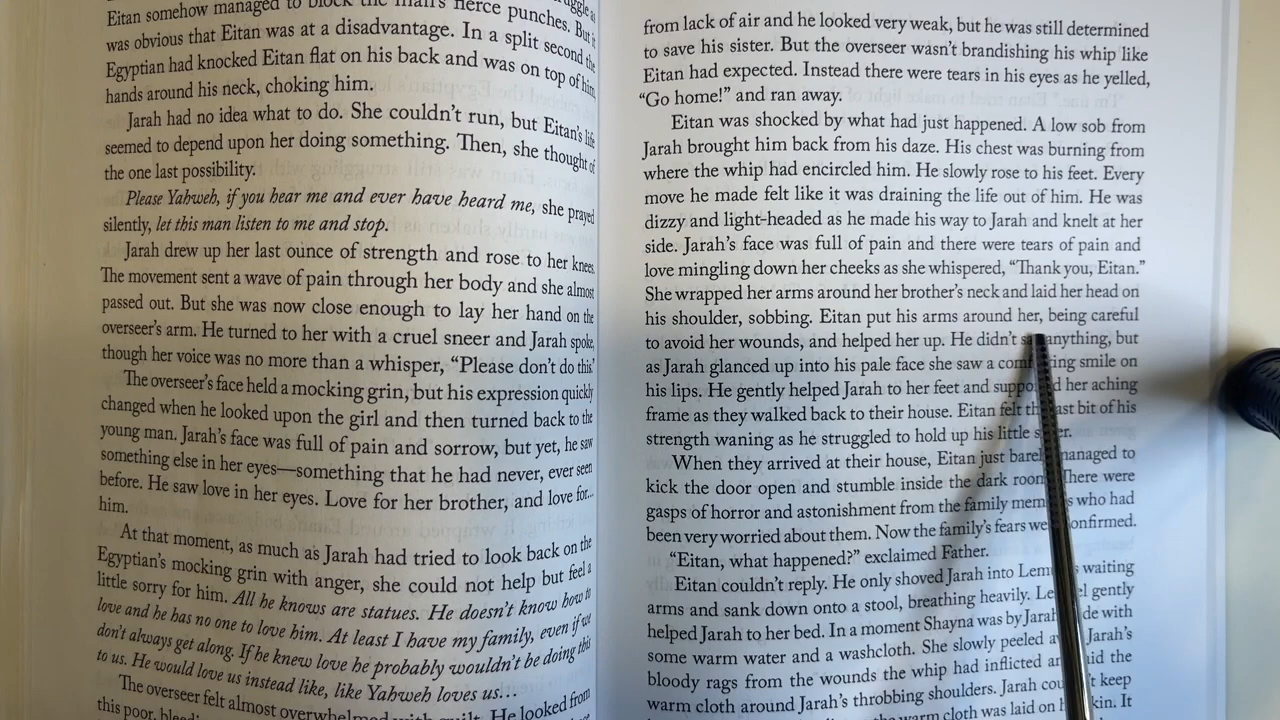 Eitan somehow managed to block the man's fierce punches. But it
was obvious that Eitan was at a disadvantage. In a split second the
Egyptian had knocked Eitan flat on his back and was on top of him,
hands around his neck, choking him.
Jarah had no idea what to do. She couldn't run, but Eitan's life
seemed to depend upon her doing something. Then, she thought of
the one last possibility.
Please Yahweh, if you hear me and ever have heard me, she prayed
silently, let this man listen to me and stop.
Jarah drew up her last ounce of strength and rose to her knees.
The movement sent a wave of pain through her body and she almost
passed out. But she was now close enough to lay her hand on the
overseer's arm. He turned to her with a cruel sneer and Jarah spoke,
though her voice was no more than a whisper, "Please don't do this."
The overseer's face held a mocking grin, but his expression quickly
changed when he looked upon the girl and then turned back to the
young man. Jarah's face was full of pain and sorrow, but yet, he saw
something else in her eyes—something that he had never, ever seen
before. He saw love in her eyes. Love for her brother, and love for...
him.
At that moment, as much as Jarah had tried to look back on the
Egyptian's mocking grin with anger, she could not help but feel a
little sorry for him. All he knows are statues. He doesn't know how to
love and he has no one to love him. At least I have my family, even if we
don't always get along. If he knew love he probably wouldn't be doing this
to us. He would love us instead like, like Yahweh loves us...
The overseer felt almost overwhelmed with guilt. He looked from
this poor,
from lack of air and he looked very weak, but he was still determined
to save his sister. But the overseer wasn't brandishing his whip like
Eitan had expected. Instead there were tears in his eyes as he yelled,
"Go home!" and ran away.
Eitan was shocked by what had just happened. A low sob from
Jarah brought him back from his daze. His chest was burning from
where the whip had encircled him. He slowly rose to his feet. Every
move he made felt like it was draining the life out of him. He was
dizzy and light-headed as he made his way to Jarah and knelt at her
side. Jarah's face was full of pain and there were tears of pain and
love mingling down her cheeks as she whispered, "Thank you, Eitan."
She wrapped her arms around her brother's neck and laid her head on
his shoulder, sobbing. Eitan put his arms around her, being careful
to avoid her wounds, and helped her up. He didn't anything, but
as Jarah glanced up into his pale face she saw a smile on
his lips. He gently helped Jarah to her feet and her aching
frame as they walked back to their house. Eitan felt bit of his
strength waning as he struggled to hold up his little
When they arrived at their house, Eitan just managed to
kick the door open and stumble inside the dark There were
gasps of horror and astonishment from the family who had
been very worried about them. Now the family's fears confirmed.
"Eitan, what happened?" exclaimed Father.
Eitan couldn't reply. He only shoved Jarah into waiting
arms and sank down onto a stool, breathing heavily. gently
helped Jarah to her bed. In a moment Shayna was by with
some warm water and a washcloth. She slowly peeled Jarah's
bloody rags from the wounds the whip had inflicted the
warm cloth around Jarah's throbbing shoulders. Jarah keep
warm cloth was laid on It